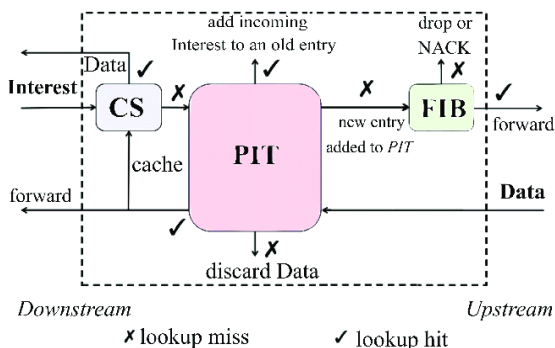 add incoming
Interest to an old entry
drop or
NACK
Data ✓
✓
✗
✓
Interest
CS
✗
✗
FIB
PIT
new entry
added to PIT
forward
cache
forward
Data
✓
✗
discard Data
Downstream
Upstream
✗ lookup miss
✓ lookup hit